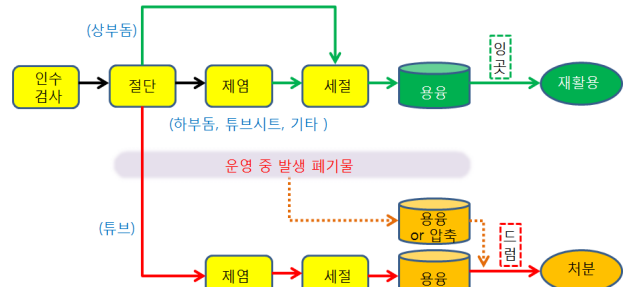 (상부돔)
인수
검사
절단
제염
세절
용융
잉
곳
재활용
(하부돔, 튜브시트, 기타 )
운영 중 발생 폐기물
(튜브)
용융
or 압축
드
럼
제염
세절
용융
처분